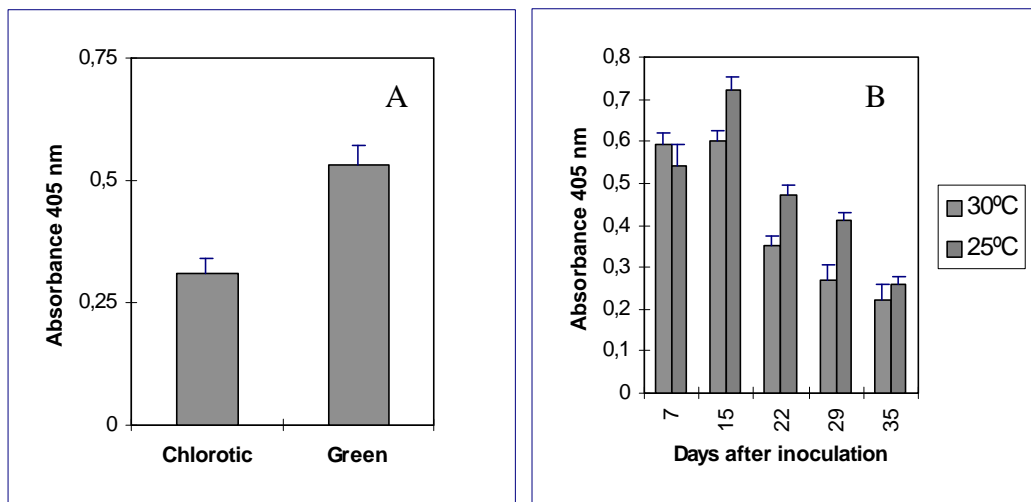 A
Absorbance 405 nm
0,75
0,5
0,25
0
Chlorotic
Green
B
Absorbance 405 nm
0,8
0,7
0,6
0,5
0,4
0,3
0,2
0,1
0
7
15
22
29
35
Days after inoculation
30ºC
25ºC